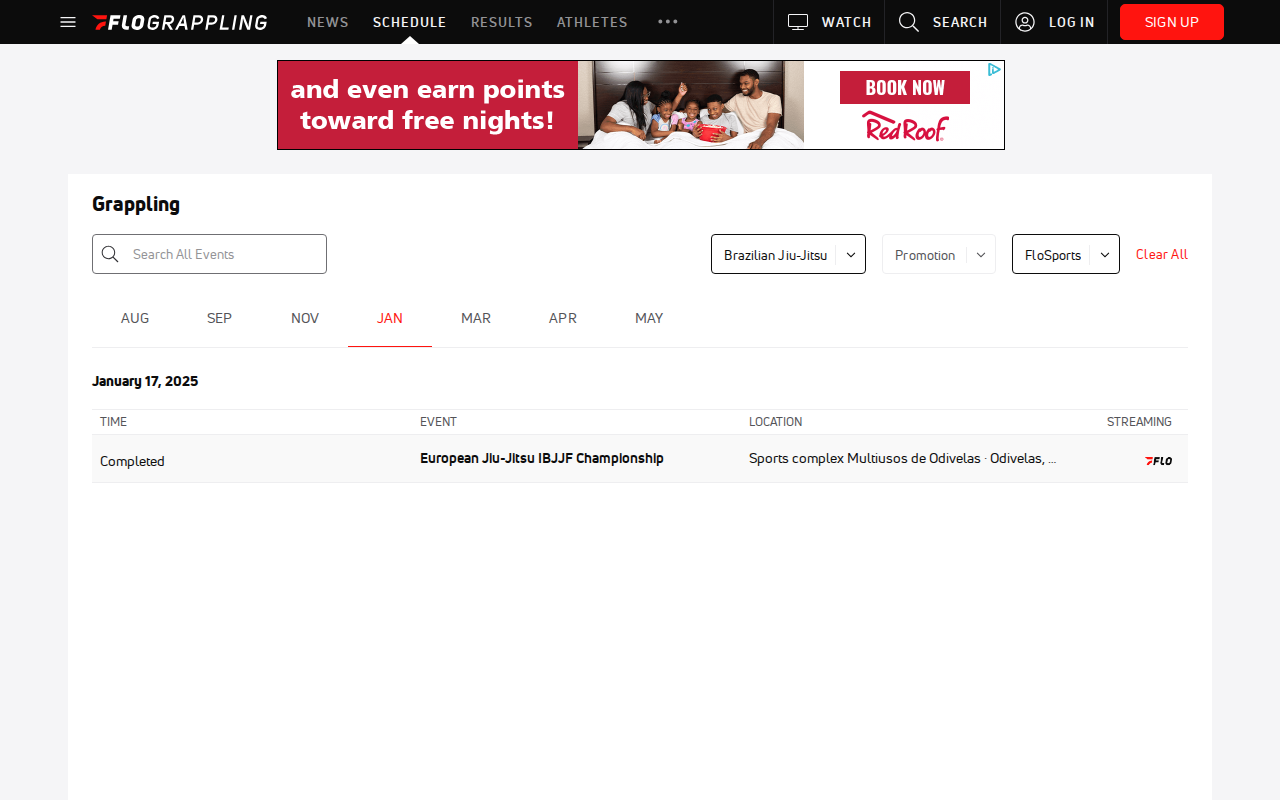 FLOGRAPPLING NEWS SCHEDULE RESULTS ATHLETES WATCH SEARCH LOG IN SIGN UP
and even earn points
toward free nights!
BOOK NOW
Red Roof
Grappling
Search All Events Brazilian Jiu-Jitsu Promotion FloSports Clear All
AUG SEP NOV JAN MAR APR MAY
January 17, 2025
TIME EVENT LOCATION STREAMING
Completed European Jiu-Jitsu IBJJF Championship Sports complex Multiusos de Odivelas · Odivelas, ... FLO